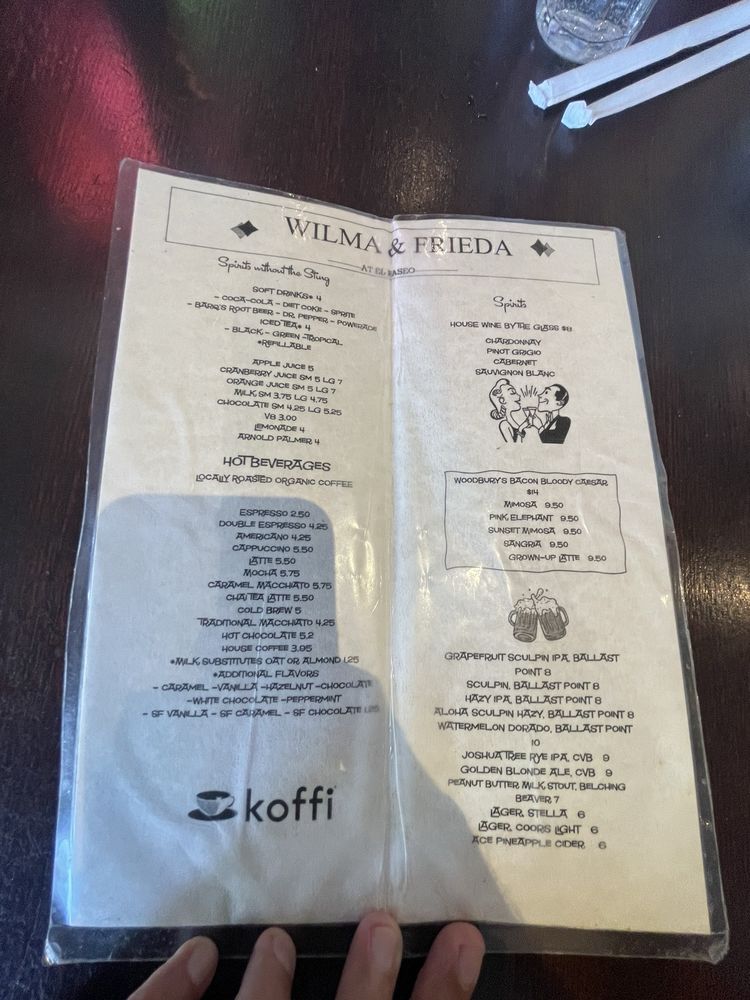 WILMA & FRIEDA
AT EL PASEO
Spirits without the Sting
SOFT DRINKS* 4
- COCA-COLA - DIET COKE - SPRITE
- BARQ'S ROOT BEER - DR. PEPPER - POWERADE
ICED TEA* 4
- BLACK - GREEN -TROPICAL
*REFILLABLE
APPLE JUICE 5
CRANBERRY JUICE SM 5 LG 7
ORANGE JUICE SM 5 LG 7
MILK SM 3.75 LG 4.75
CHOCOLATE SM 4.25 LG 5.25
V8 3.00
LEMONADE 4
ARNOLD PALMER 4
HOT BEVERAGES
LOCALLY ROASTED ORGANIC COFFEE
ESPRESSO 2.50
DOUBLE ESPRESSO 4.25
AMERICANO 4.25
CAPPUCCINO 5.50
LATTE 5.50
MOCHA 5.75
CARAMEL MACCHIATO 5.75
CHAI TEA LATTE 5.50
COLD BREW 5
TRADITIONAL MACCHIATO 4.25
HOT CHOCOLATE 5.2
HOUSE COFFEE 3.95
*MILK SUBSTITUTES OAT OR ALMOND 1.25
*ADDITIONAL FLAVORS
- CARAMEL -VANILLA -HAZELNUT -CHOCOLATE
-WHITE CHOCOLATE -PEPPERMINT
- SF VANILLA - SF CARAMEL - SF CHOCOLATE 1.25
koffi
Spirits
HOUSE WINE BY THE GLASS $8
CHARDONNAY
PINOT GRIGIO
CABERNET
SAUVIGNON BLANC
WOODBURY'S BACON BLOODY CAESAR
$14
MIMOSA 9.50
PINK ELEPHANT 9.50
SUNSET MIMOSA 9.50
SANGRIA 9.50
GROWN-UP LATTE 9.50
GRAPEFRUIT SCULPIN IPA, BALLAST
POINT 8
SCULPIN, BALLAST POINT 8
HAZY IPA, BALLAST POINT 8
ALOHA SCULPIN HAZY, BALLAST POINT 8
WATERMELON DORADO, BALLAST POINT
10
JOSHUA TREE RYE IPA, CVB 9
GOLDEN BLONDE ALE, CVB 9
PEANUT BUTTER MILK STOUT, BELCHING
BEAVER 7
LAGER, STELLA 6
LAGER, COORS LIGHT 6
ACE PINEAPPLE CIDER 6